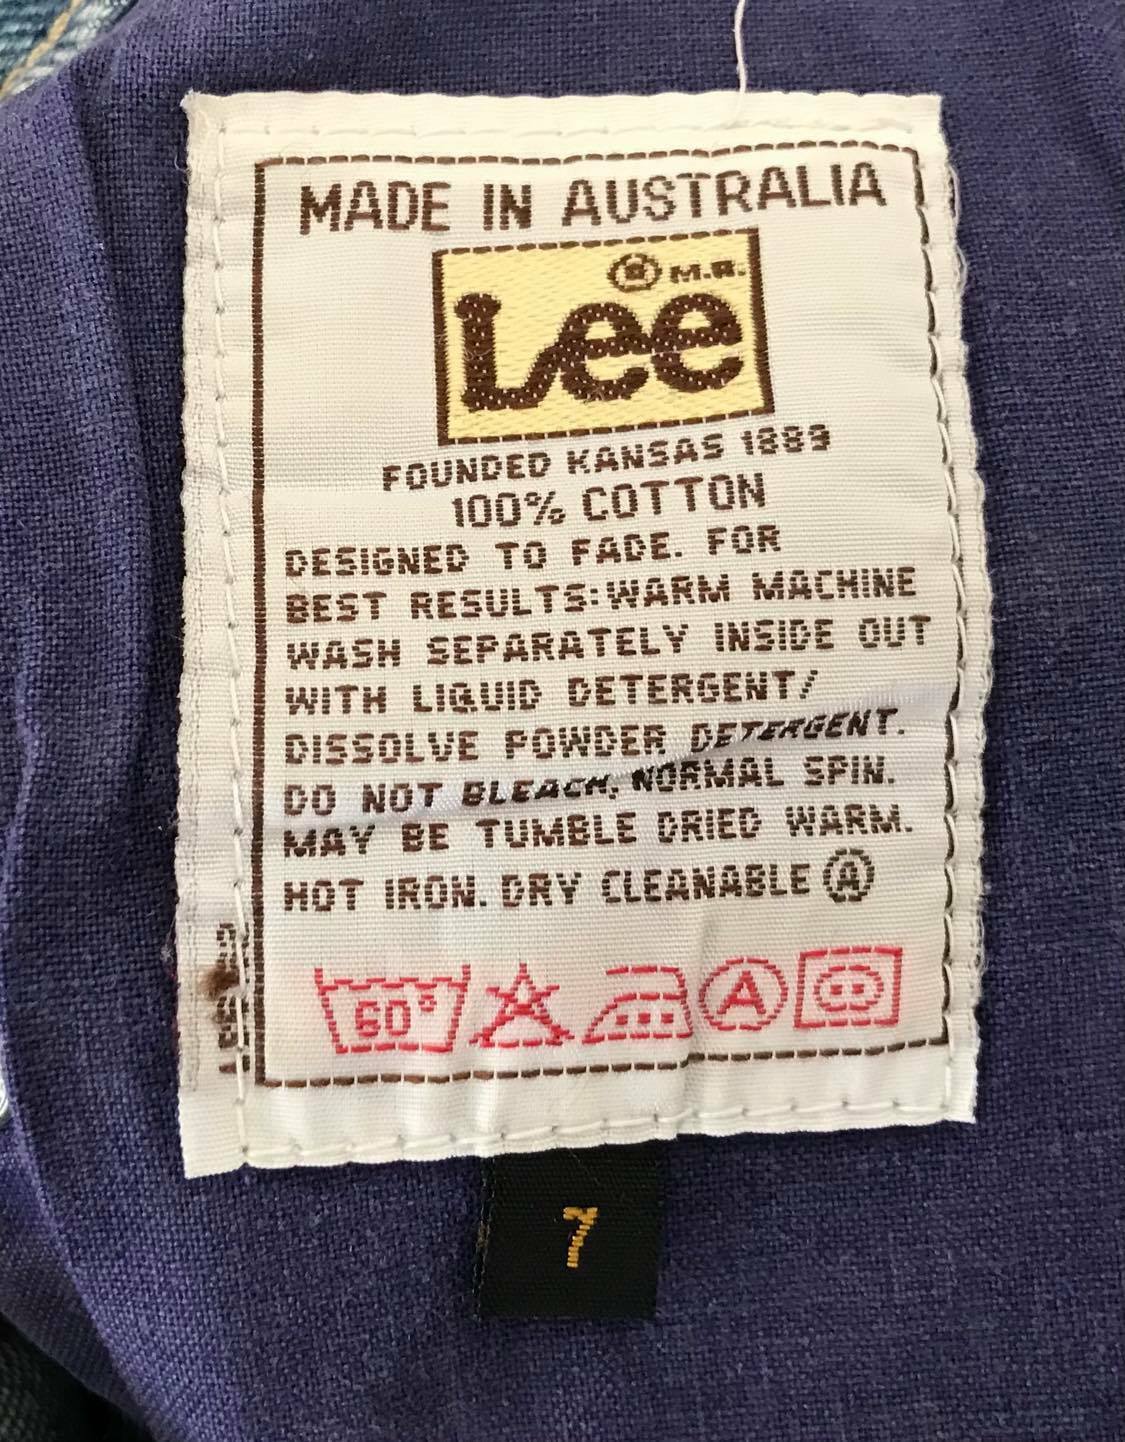 MADE IN AUSTRALIA
® M.R.
Lee
FOUNDED KANSAS 1889
100% COTTON
DESIGNED TO FADE. FOR
BEST RESULTS:WARM MACHINE
WASH SEPARATELY INSIDE OUT
WITH LIQUID DETERGENT/
DISSOLVE POWDER DETERGENT.
DO NOT BLEACH, NORMAL SPIN.
MAY BE TUMBLE DRIED WARM.
HOT IRON. DRY CLEANABLE Ⓐ
60° A
7